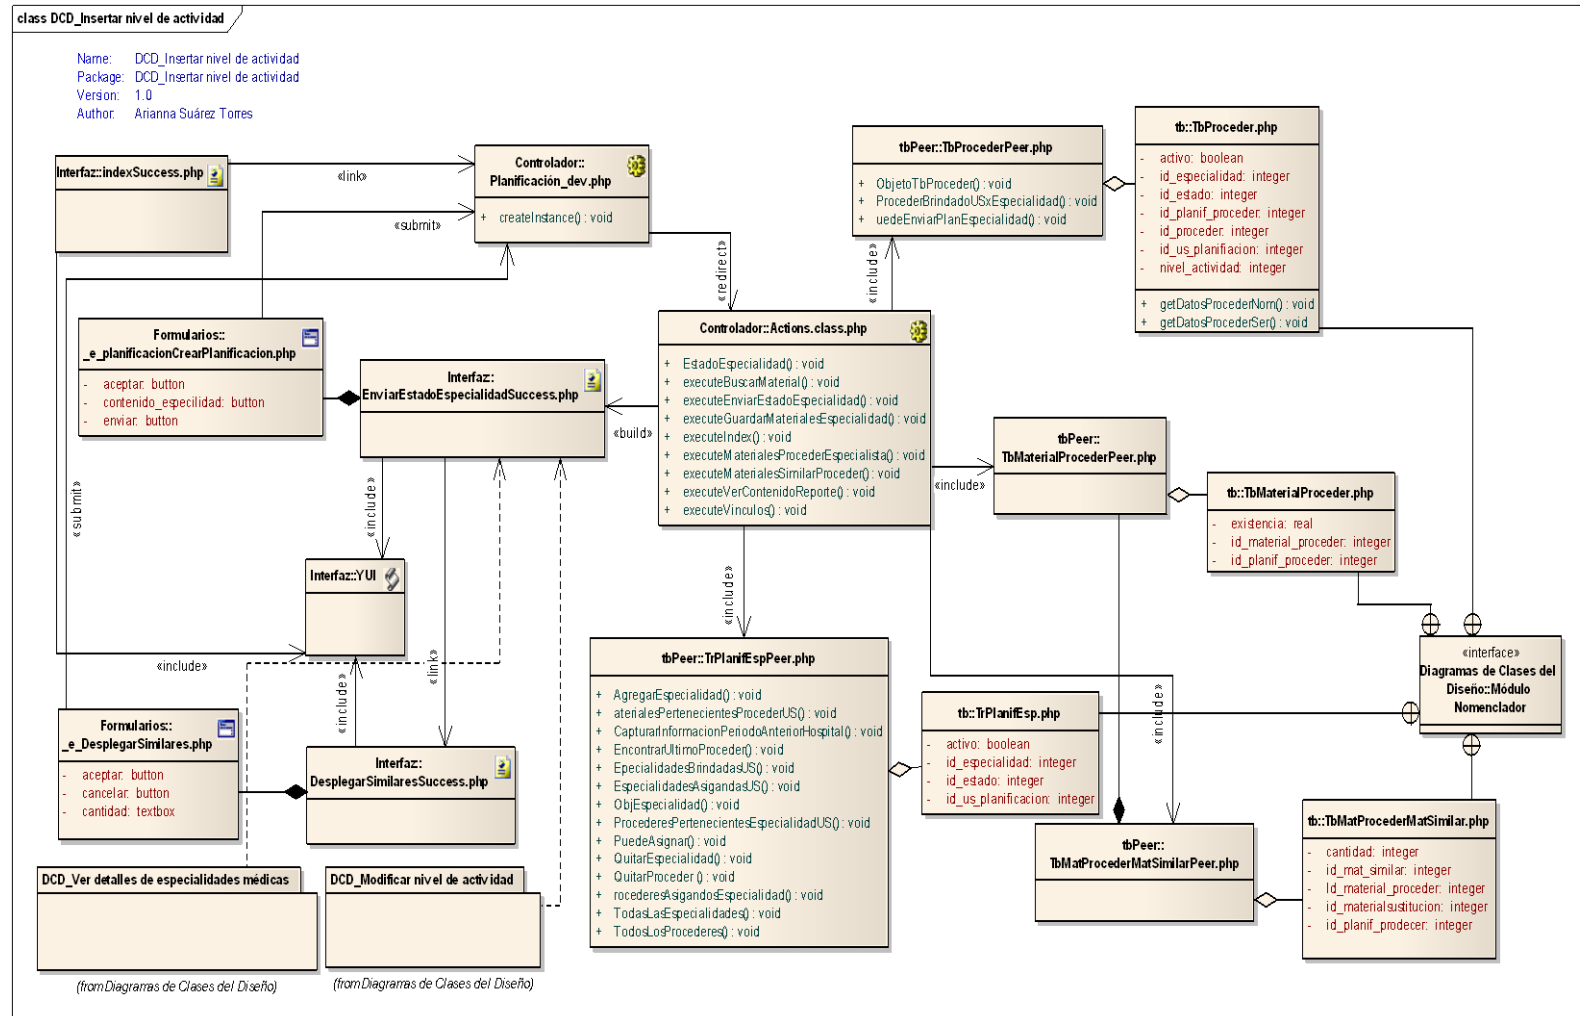 class DCD_Insertar nivel de actividad
Name: DCD_Insertar nivel de actividad
Package: DCD_Insertar nivel de actividad
Version: 1.0
Author: Arianna Suárez Torres
Interfaz::indexSuccess.php
«link»
«submit»
Controlador::
Planificación_dev.php
+ createInstance() : void
«redirect»
tbPeer::TbProcederPeer.php
+ ObjetoTbProceder() : void
+ ProcederBrindadoUSxEspecialidad() : void
+ uedeEnviarPlanEspecialidad() : void
«include»
tb::TbProceder.php
- activo: boolean
- id_especialidad: integer
- id_estado: integer
- id_planif_proceder: integer
- id_proceder: integer
- id_us_planifiacion: integer
- nivel_actividad: integer
+ getDatosProcederNom() : void
+ getDatosProcederSer() : void
Formularios::
_e_planificacionCrearPlanificacion.php
- aceptar: button
- contenido_especilidad: button
- enviar: button
Interfaz::
EnviarEstadoEspecialidadSuccess.php
«build»
Controlador::Actions.class.php
+ EstadoEspecialidad() : void
+ executeBuscarMaterial() : void
+ executeEnviarEstadoEspecialidad() : void
+ executeGuardarMaterialesEspecialidad() : void
+ executeIndex() : void
+ executeMaterialesProcederEspecialista() : void
+ executeMaterialesSimilarProceder() : void
+ executeVerContenidoReporte() : void
+ executeVinculos() : void
«include»
tbPeer::
TbMaterialProcederPeer.php
tb::TbMaterialProceder.php
- existencia: real
- id_material_proceder: integer
- id_planif_proceder: integer
«submit»
«include»
Interfaz::YUI
«include»
«include»
«link»
«include»
tbPeer::TrPlanifEspPeer.php
+ AgregarEspecialidad() : void
+ aterialesPertenecientesProcederUS() : void
+ CapturarInformacionPeriodoAnteriorHospital() : void
+ EncontrarUltimoProceder() : void
+ EpecialidadesBrindadasUS() : void
+ EspecialidadesAsigandasUS() : void
+ ObjEspecialidad() : void
+ ProcederesPertenecientesEspecialidadUS() : void
+ PuedeAsignar() : void
+ QuitarEspecialidad() : void
+ QuitarProceder () : void
+ rocederesAsigandosEspecialidad() : void
+ TodasLasEspecialidades() : void
+ TodosLosProcederes() : void
tb::TrPlanifEsp.php
- activo: boolean
- id_especialidad: integer
- id_estado: integer
- id_us_planificacion: integer
«include»
«interface»
Diagramas de Clases del
Diseño::Módulo
Nomenclador
Formularios::
_e_DesplegarSimilares.php
- aceptar: button
- cancelar: button
- cantidad: textbox
Interfaz::
DesplegarSimilaresSuccess.php
tbPeer::
TbMatProcederMatSimilarPeer.php
tb::TbMatProcederMatSimilar.php
- cantidad: integer
- id_mat_similar: integer
- Id_material_proceder: integer
- id_materialsustitucion: integer
- id_planif_prodecer: integer
DCD_Ver detalles de especialidades médicas
(from Diagramas de Clases del Diseño)
DCD_Modificar nivel de actividad
(from Diagramas de Clases del Diseño)